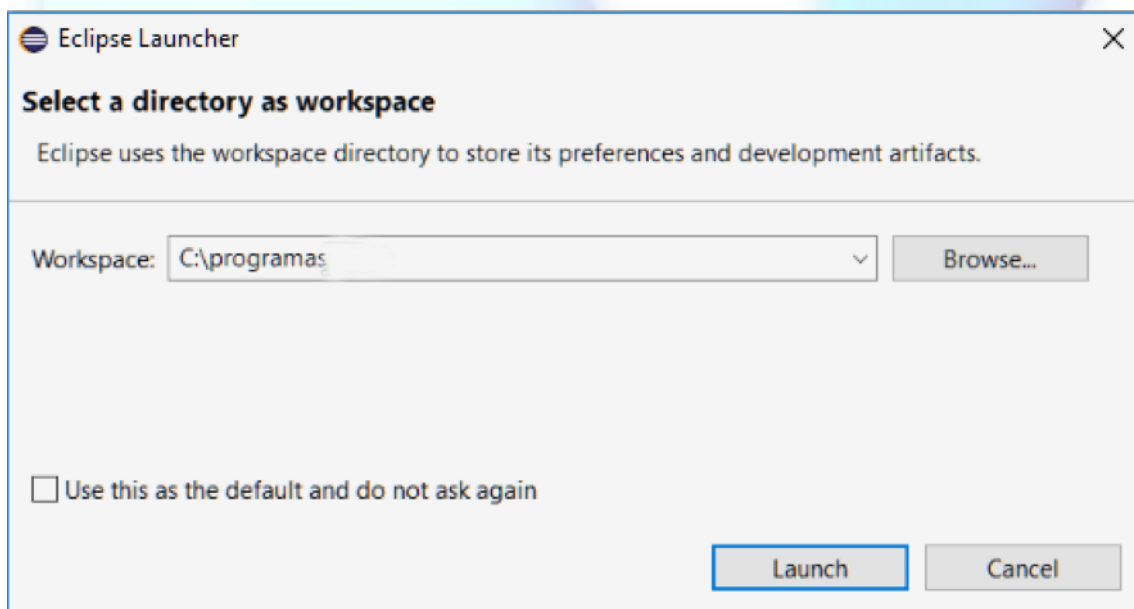 Eclipse Launcher
Select a directory as workspace
Eclipse uses the workspace directory to store its preferences and development artifacts.
Workspace: C:\programas Browse...
Use this as the default and do not ask again
Launch Cancel